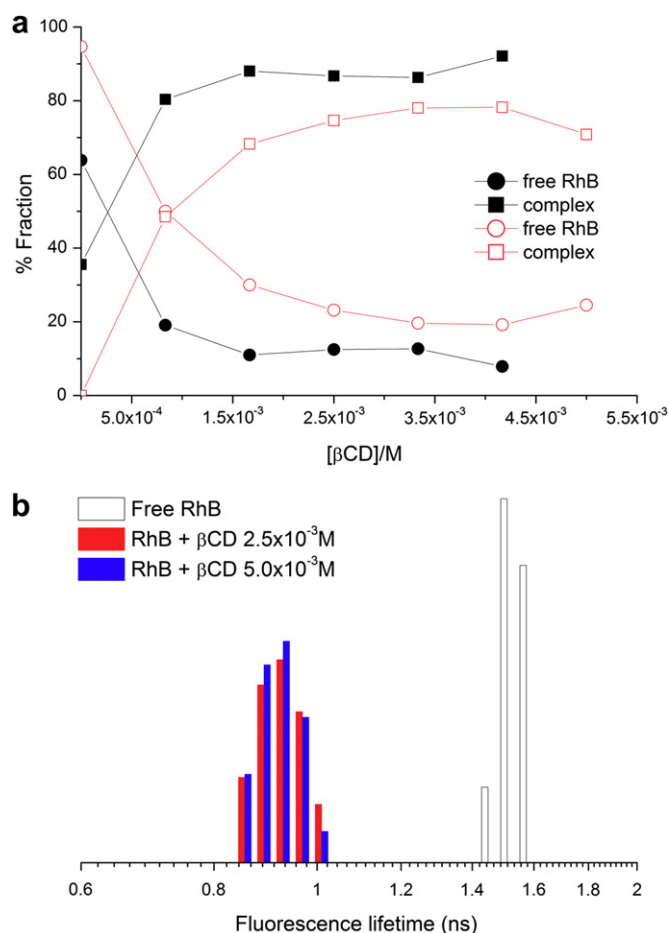 a
100
80
60
40
20
0
% Fraction
free RhB
complex
free RhB
complex
5.0x10⁻⁴ 1.5x10⁻³ 2.5x10⁻³ 3.5x10⁻³ 4.5x10⁻³ 5.5x10⁻³
[βCD]/M
b
Free RhB
RhB + βCD 2.5x10⁻³M
RhB + βCD 5.0x10⁻³M
0.6 0.8 1 1.2 1.4 1.6 1.8 2
Fluorescence lifetime (ns)